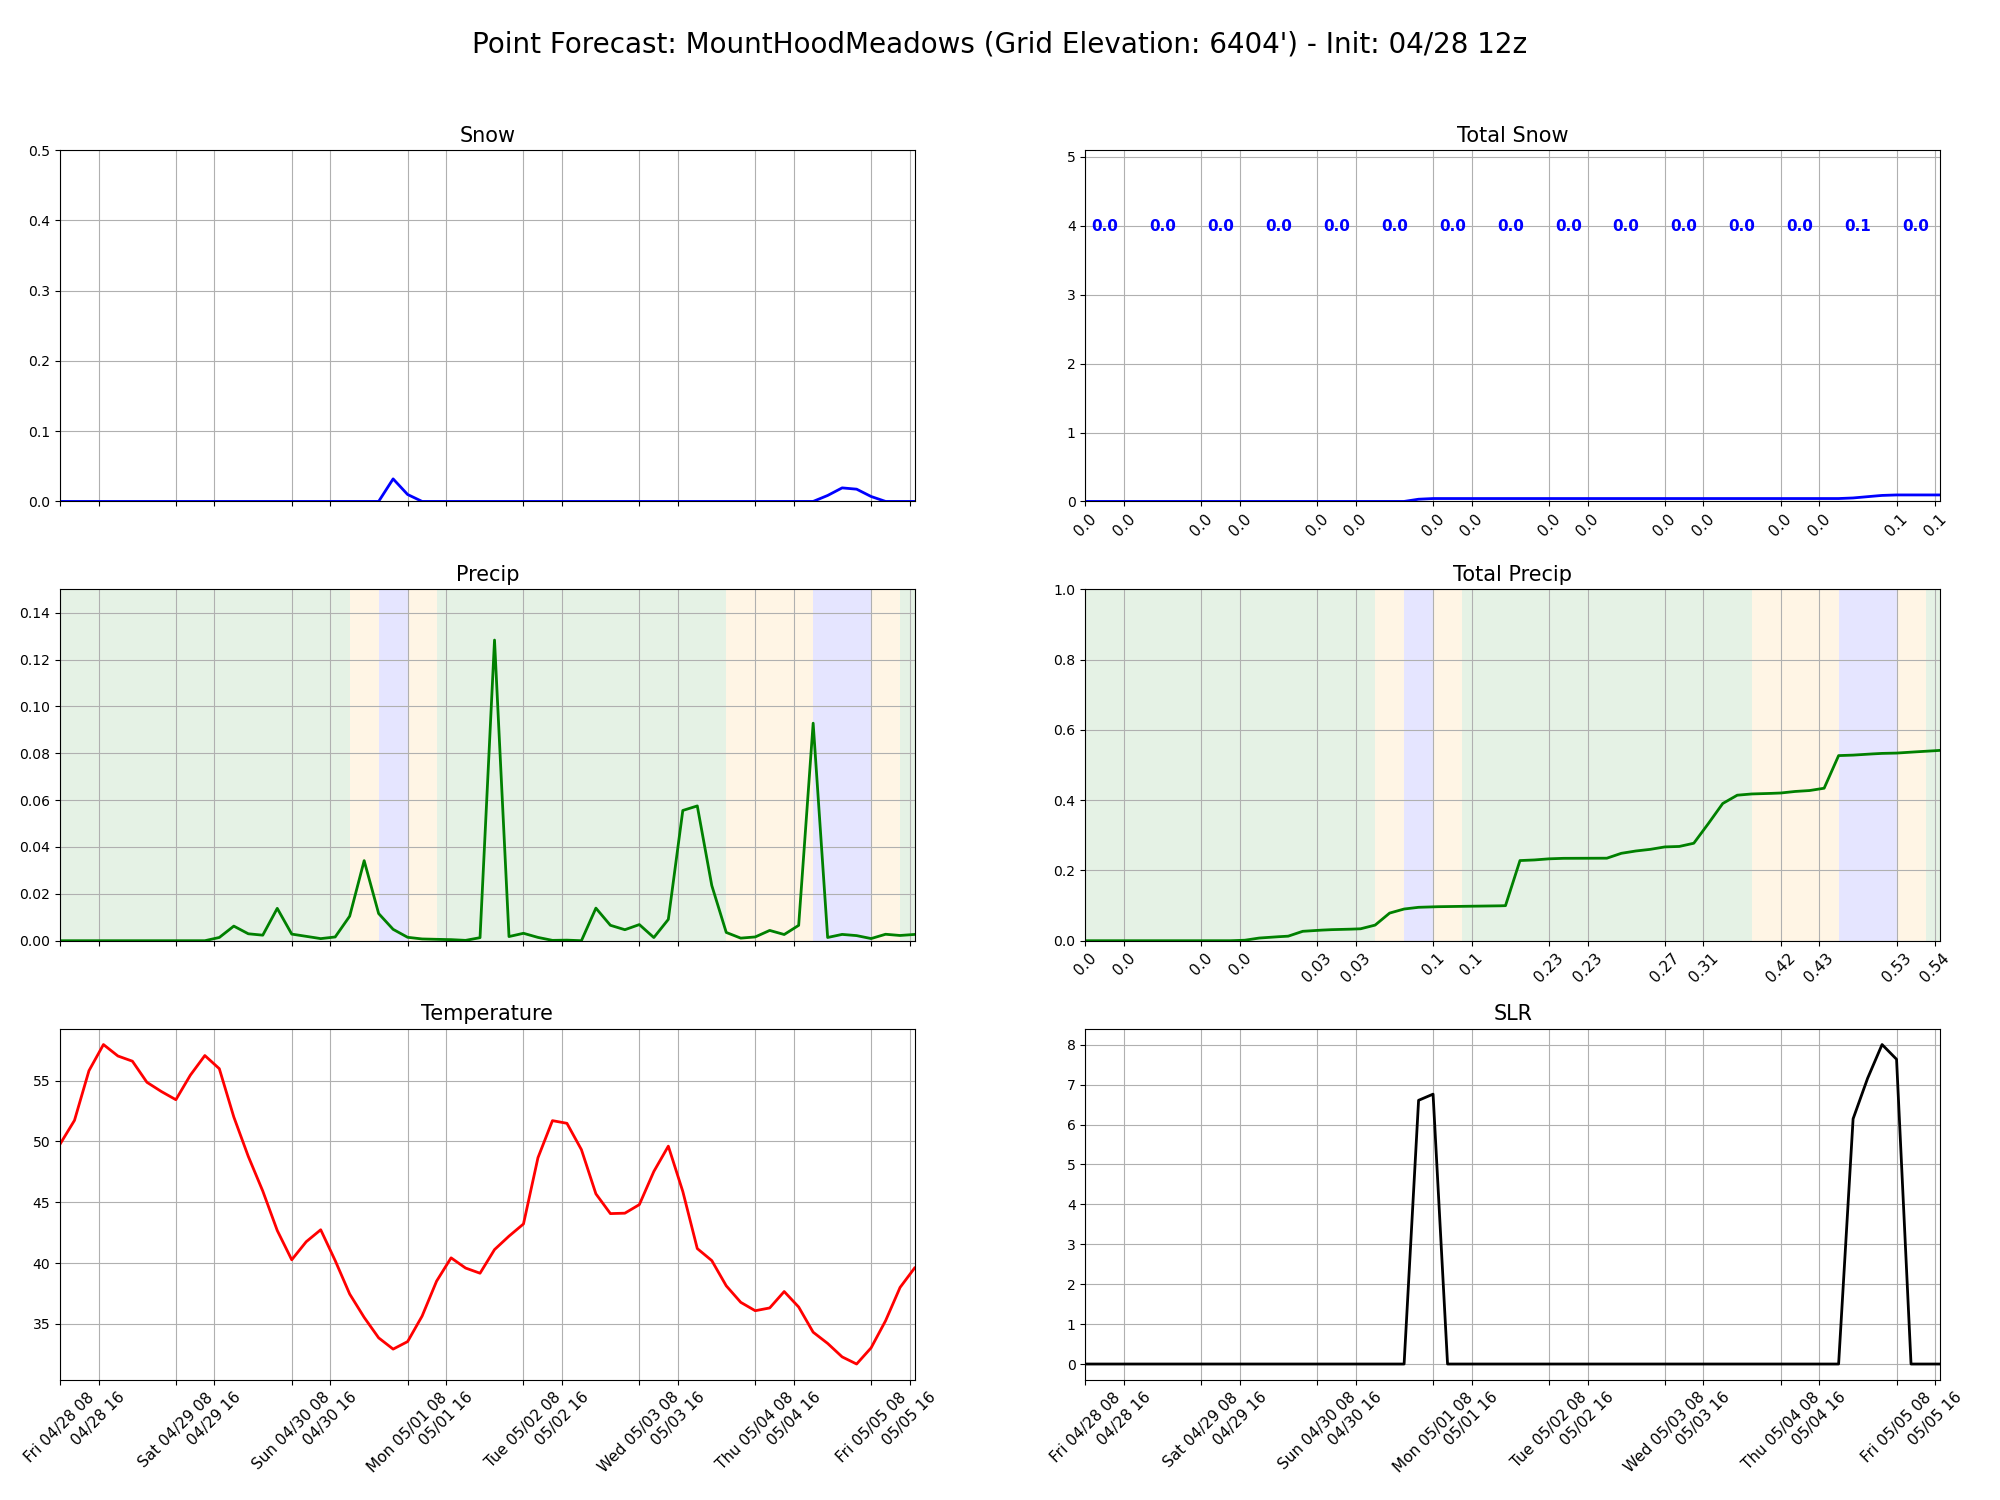 Point Forecast: MountHoodMeadows (Grid Elevation: 6404') - Init: 04/28 12z
Snow
0.5
0.4
0.3
0.2
0.1
0.0
Total Snow
5
4
3
2
1
0
0.0 0.0 0.0 0.0 0.0 0.0 0.0 0.0 0.0 0.0 0.0 0.0 0.0 0.1 0.0
0.0 0.0 0.0 0.0 0.0 0.0 0.0 0.0 0.0 0.0 0.0 0.0 0.0 0.0 0.1 0.1
Precip
0.14
0.12
0.10
0.08
0.06
0.04
0.02
0.00
Total Precip
1.0
0.8
0.6
0.4
0.2
0.0
0.0 0.0 0.0 0.0 0.03 0.03 0.1 0.1 0.23 0.23 0.27 0.31 0.42 0.43 0.53 0.54
Temperature
55
50
45
40
35
Fri 04/28 08
04/28 16
Sat 04/29 08
04/29 16
Sun 04/30 08
04/30 16
Mon 05/01 08
05/01 16
Tue 05/02 08
05/02 16
Wed 05/03 08
05/03 16
Thu 05/04 08
05/04 16
Fri 05/05 08
05/05 16
SLR
8
7
6
5
4
3
2
1
0
Fri 04/28 08
04/28 16
Sat 04/29 08
04/29 16
Sun 04/30 08
04/30 16
Mon 05/01 08
05/01 16
Tue 05/02 08
05/02 16
Wed 05/03 08
05/03 16
Thu 05/04 08
05/04 16
Fri 05/05 08
05/05 16